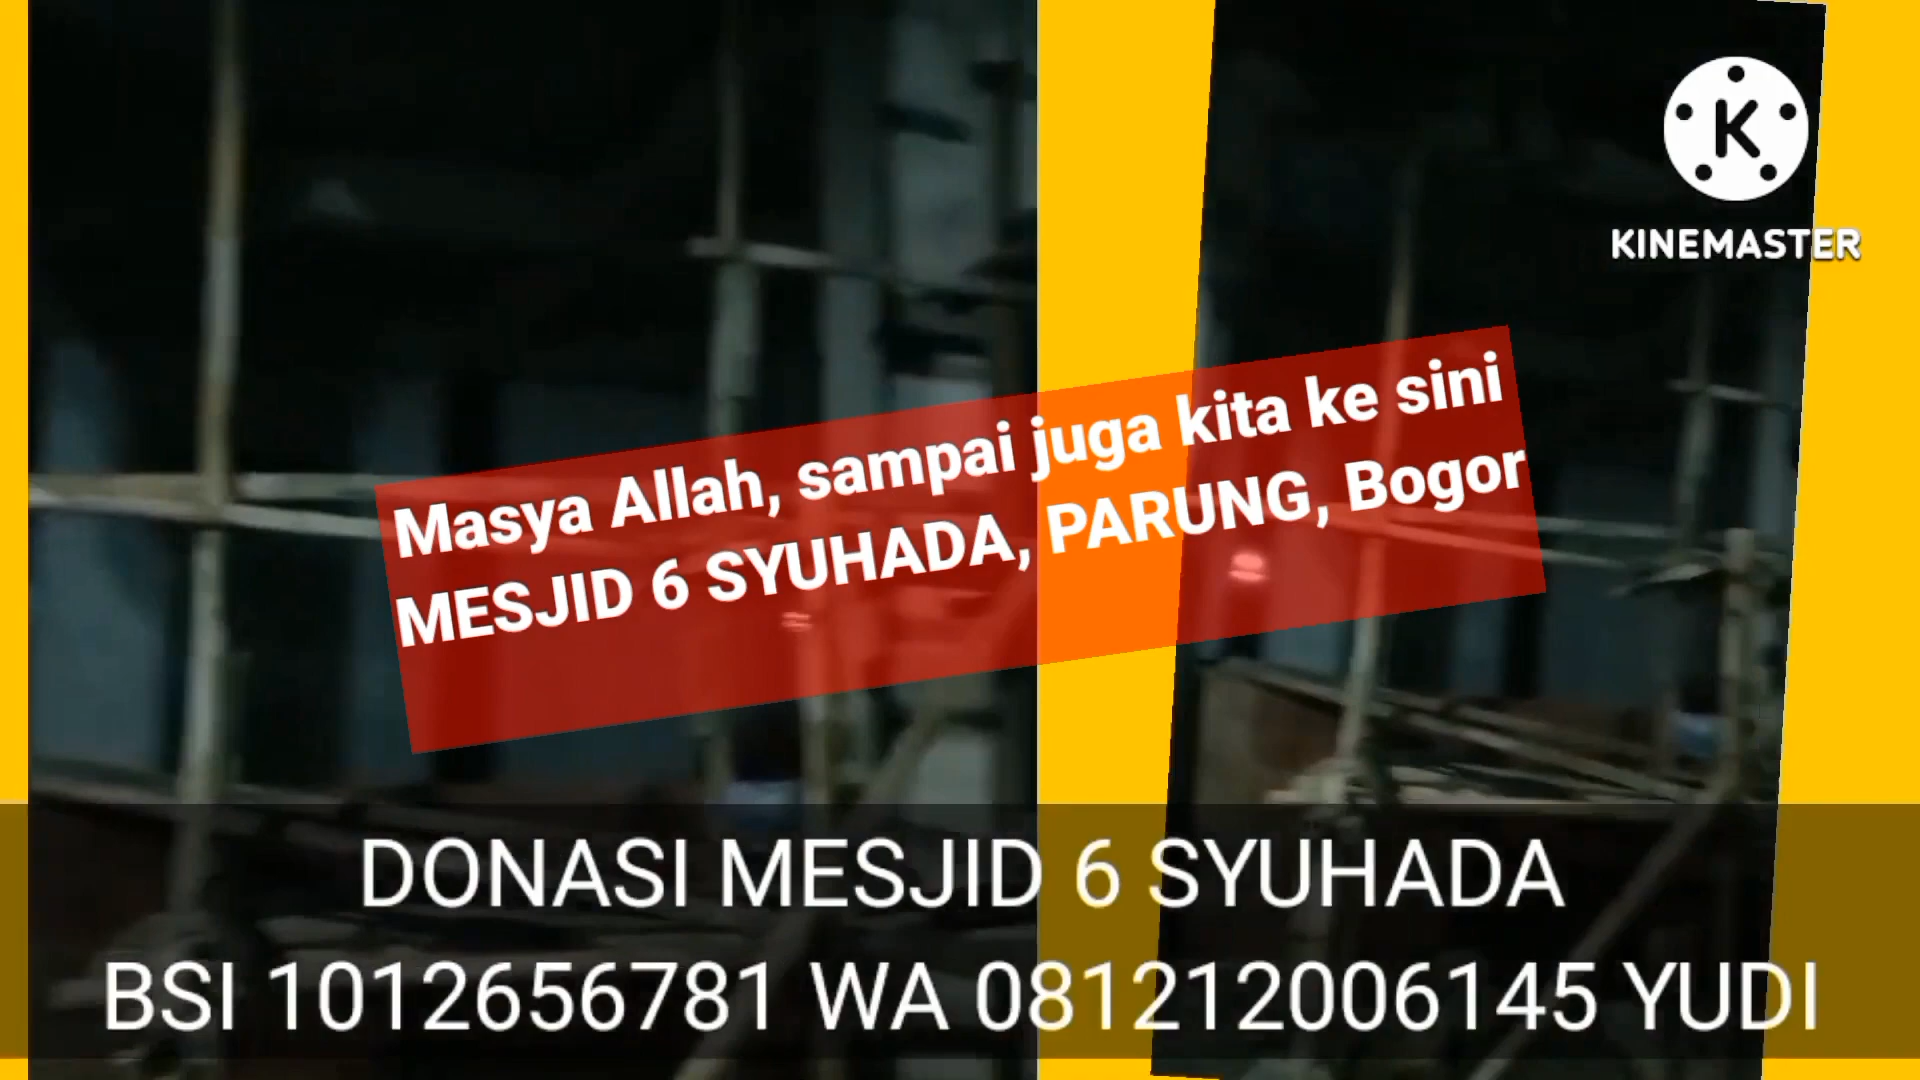 K
KINEMASTER
Masya Allah, sampai juga kita ke sini
MESJID 6 SYUHADA, PARUNG, Bogor
DONASI MESJID 6 SYUHADA
BSI 1012656781 WA 081212006145 YUDI